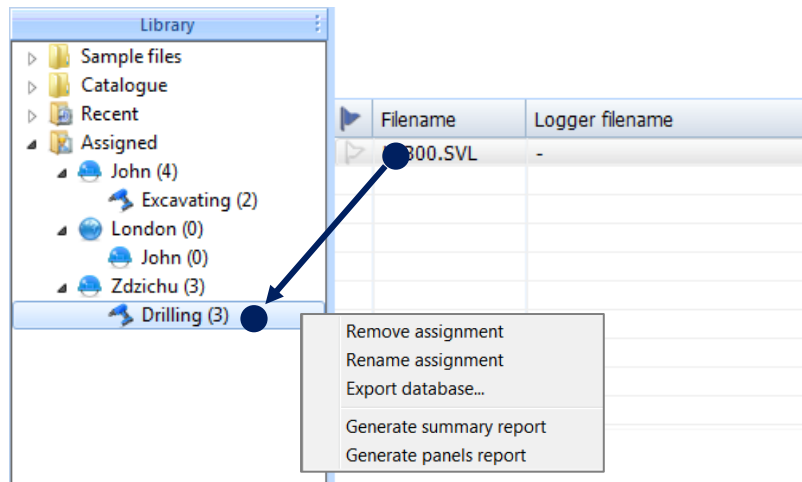 Library
Sample files
Catalogue
Recent
Assigned
John (4)
Excavating (2)
London (0)
John (0)
Zdzichu (3)
Drilling (3)
Filename Logger filename
300.SVL -
Remove assignment
Rename assignment
Export database...
Generate summary report
Generate panels report